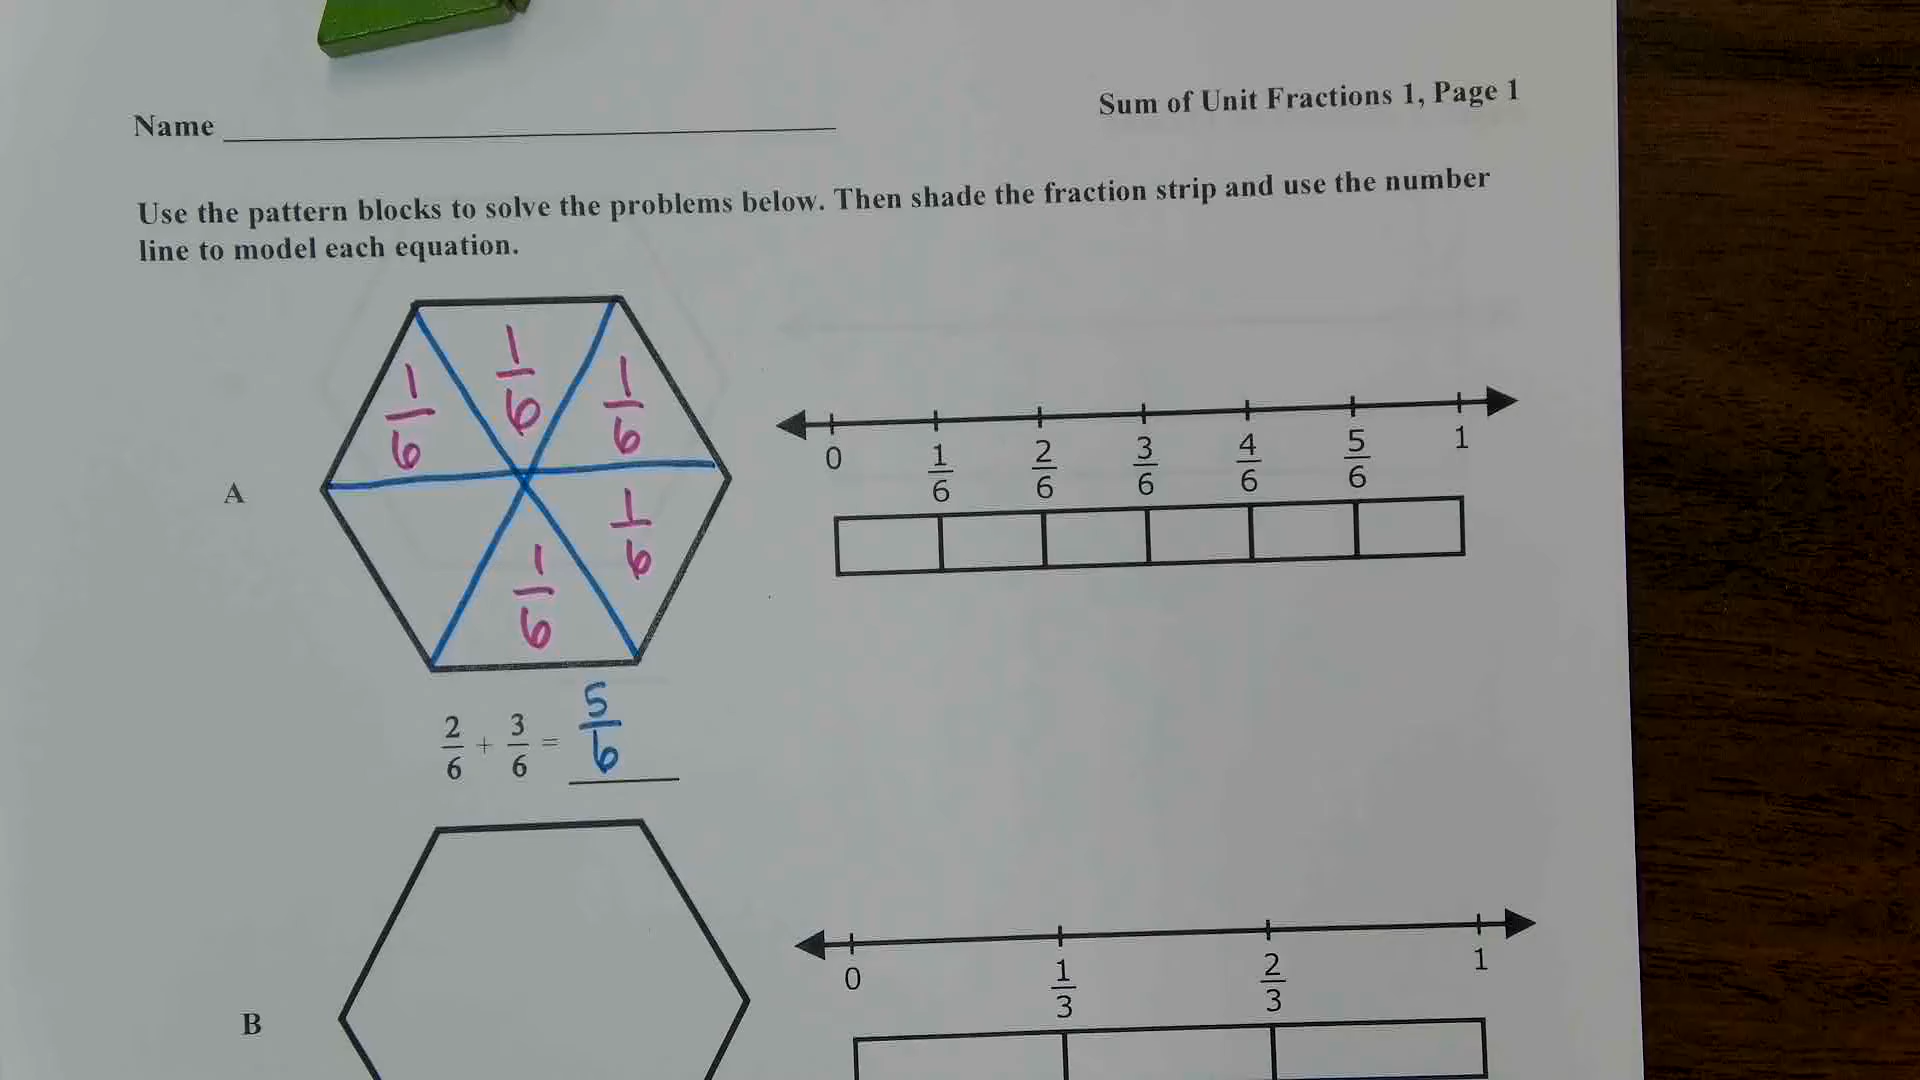 Name
Sum of Unit Fractions 1, Page 1
Use the pattern blocks to solve the problems below. Then shade the fraction strip and use the number
line to model each equation.
A
1/6 1/6 1/6
1/6 1/6
0 1/6 2/6 3/6 4/6 5/6 1
2/6 + 3/6 = 5/6
B
0 1/3 2/3 1